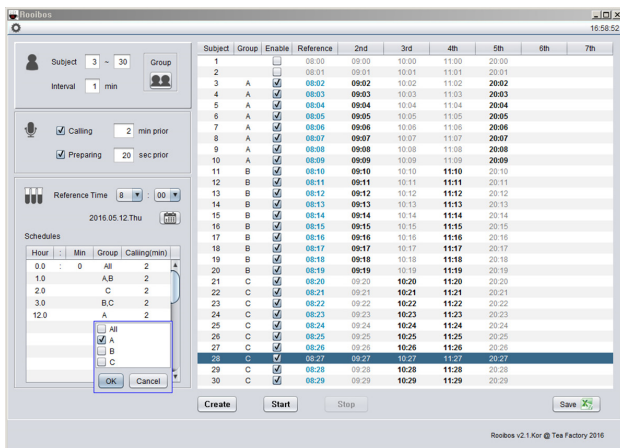 Rooibos
16:58:52
Subject 3 ~ 30 Group
Interval 1 min
Calling 2 min prior
Preparing 20 sec prior
Reference Time 8 : 00
2016.05.12.Thu
Schedules
Hour : Min Group Calling(min)
0.0 : 0 All 2
1.0 A,B 2
2.0 C 2
3.0 B,C 2
12.0 A 2
All
A
B
C
OK Cancel
Subject Group Enable Reference 2nd 3rd 4th 5th 6th 7th
1 08:00 09:00 10:00 11:00 20:00
2 08:01 09:01 10:01 11:01 20:01
3 A 08:02 09:02 10:02 11:02 20:02
4 A 08:03 09:03 10:03 11:03 20:03
5 A 08:04 09:04 10:04 11:04 20:04
6 A 08:05 09:05 10:05 11:05 20:05
7 A 08:06 09:06 10:06 11:06 20:06
8 A 08:07 09:07 10:07 11:07 20:07
9 A 08:08 09:08 10:08 11:08 20:08
10 A 08:09 09:09 10:09 11:09 20:09
11 B 08:10 09:10 10:10 11:10 20:10
12 B 08:11 09:11 10:11 11:11 20:11
13 B 08:12 09:12 10:12 11:12 20:12
14 B 08:13 09:13 10:13 11:13 20:13
15 B 08:14 09:14 10:14 11:14 20:14
16 B 08:15 09:15 10:15 11:15 20:15
17 B 08:16 09:16 10:16 11:16 20:16
18 B 08:17 09:17 10:17 11:17 20:17
19 B 08:18 09:18 10:18 11:18 20:18
20 B 08:19 09:19 10:19 11:19 20:19
21 C 08:20 09:20 10:20 11:20 20:20
22 C 08:21 09:21 10:21 11:21 20:21
23 C 08:22 09:22 10:22 11:22 20:22
24 C 08:23 09:23 10:23 11:23 20:23
25 C 08:24 09:24 10:24 11:24 20:24
26 C 08:25 09:25 10:25 11:25 20:25
27 C 08:26 09:26 10:26 11:26 20:26
28 C 08:27 09:27 10:27 11:27 20:27
29 C 08:28 09:28 10:28 11:28 20:28
30 C 08:29 09:29 10:29 11:29 20:29
Create Start Stop Save
Rooibos v2.1.Kor @ Tea Factory 2016